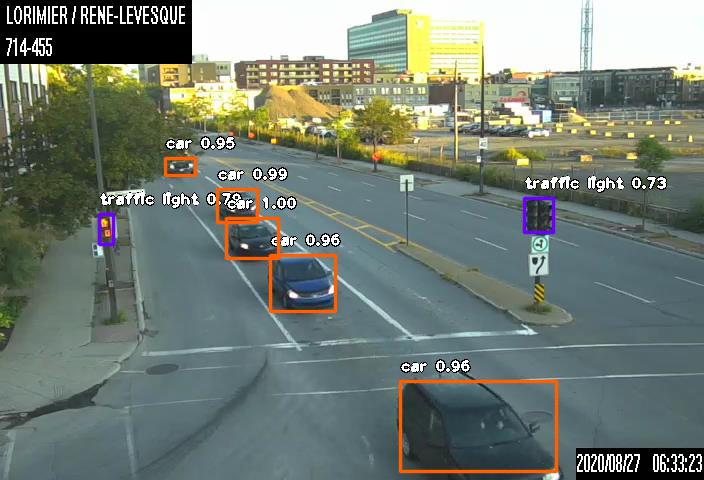 LORIMIER / RENE-LEVESQUE
714-455
car 0.95
car 0.99
traffic light 0.73
traffic light 0.78
car 1.00
car 0.96
car 0.96
2020/08/27 06:33:23